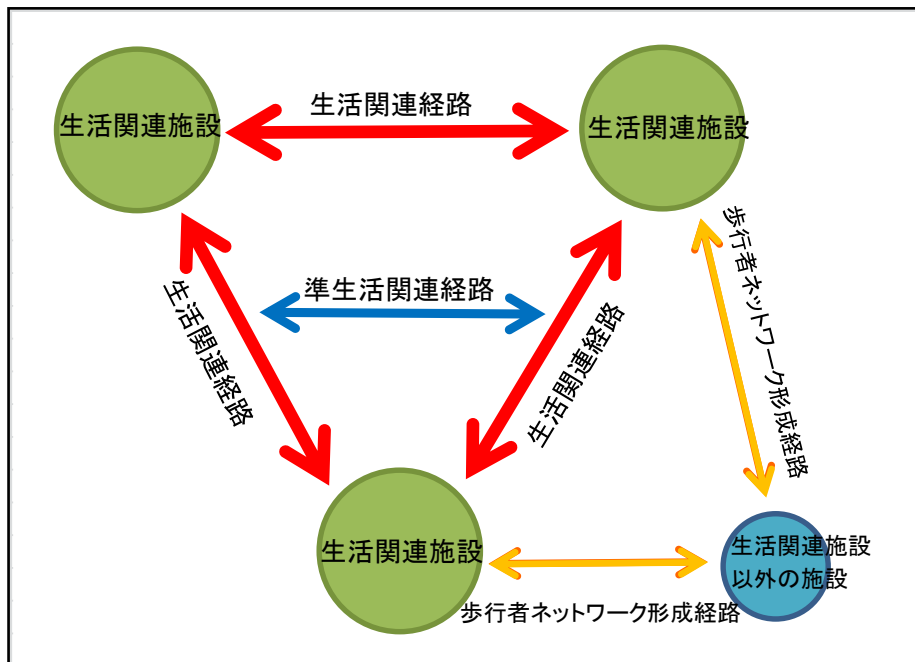 生活関連経路
生活関連施設
生活関連施設
歩行者ネットワーク形成経路
準生活関連経路
生活関連経路
生活関連経路
生活関連施設
生活関連施設
以外の施設
歩行者ネットワーク形成経路